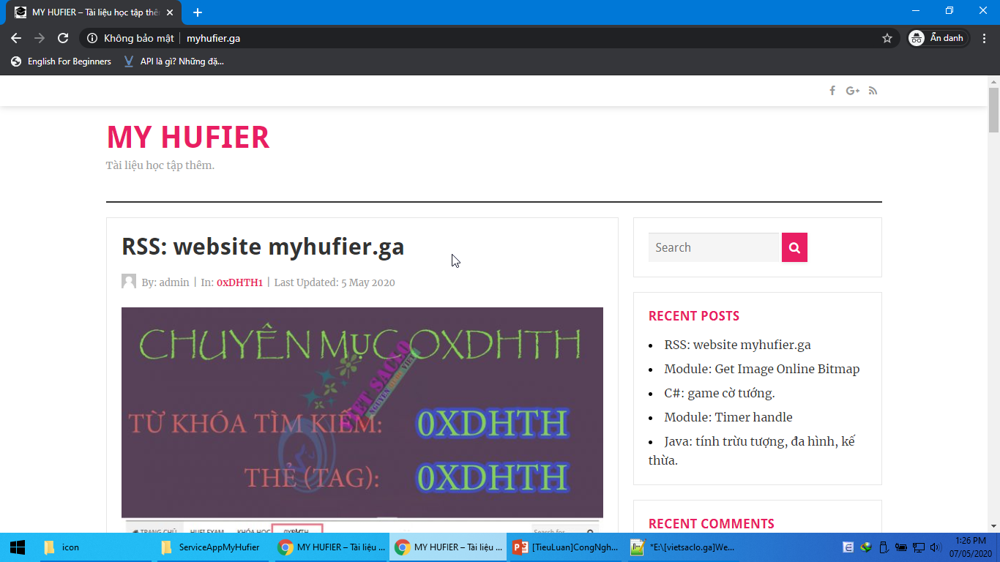 MY HUFIER – Tài liệu học tập thê
Không bảo mật
myhufier.ga
Ẩn danh
English For Beginners
API là gì? Những đặ...
MY HUFIER
Tài liệu học tập thêm.
RSS: website myhufier.ga
By: admin | In: 0xDHTH1 | Last Updated: 5 May 2020
CHUYÊN MỤC 0XDHTH
VIET SACLO
TỪ KHÓA TÌM KIẾM: 0XDHTH
THẺ (TAG): 0XDHTH
TRANG CHỦ HUFI EXAM KHÓA HỌC 0XDHTH
Search for
Search
RECENT POSTS
• RSS: website myhufier.ga
• Module: Get Image Online Bitmap
• C#: game cờ tướng.
• Module: Timer handle
• Java: tính trừu tượng, đa hình, kế
thừa.
RECENT COMMENTS
icon
ServiceAppMyHufier
MY HUFIER – Tài liệu ...
MY HUFIER – Tài liệu ...
[TieuLuan]CongNgh...
*E:\[vietsaclo.ga]We...
1:26 PM
07/05/2020